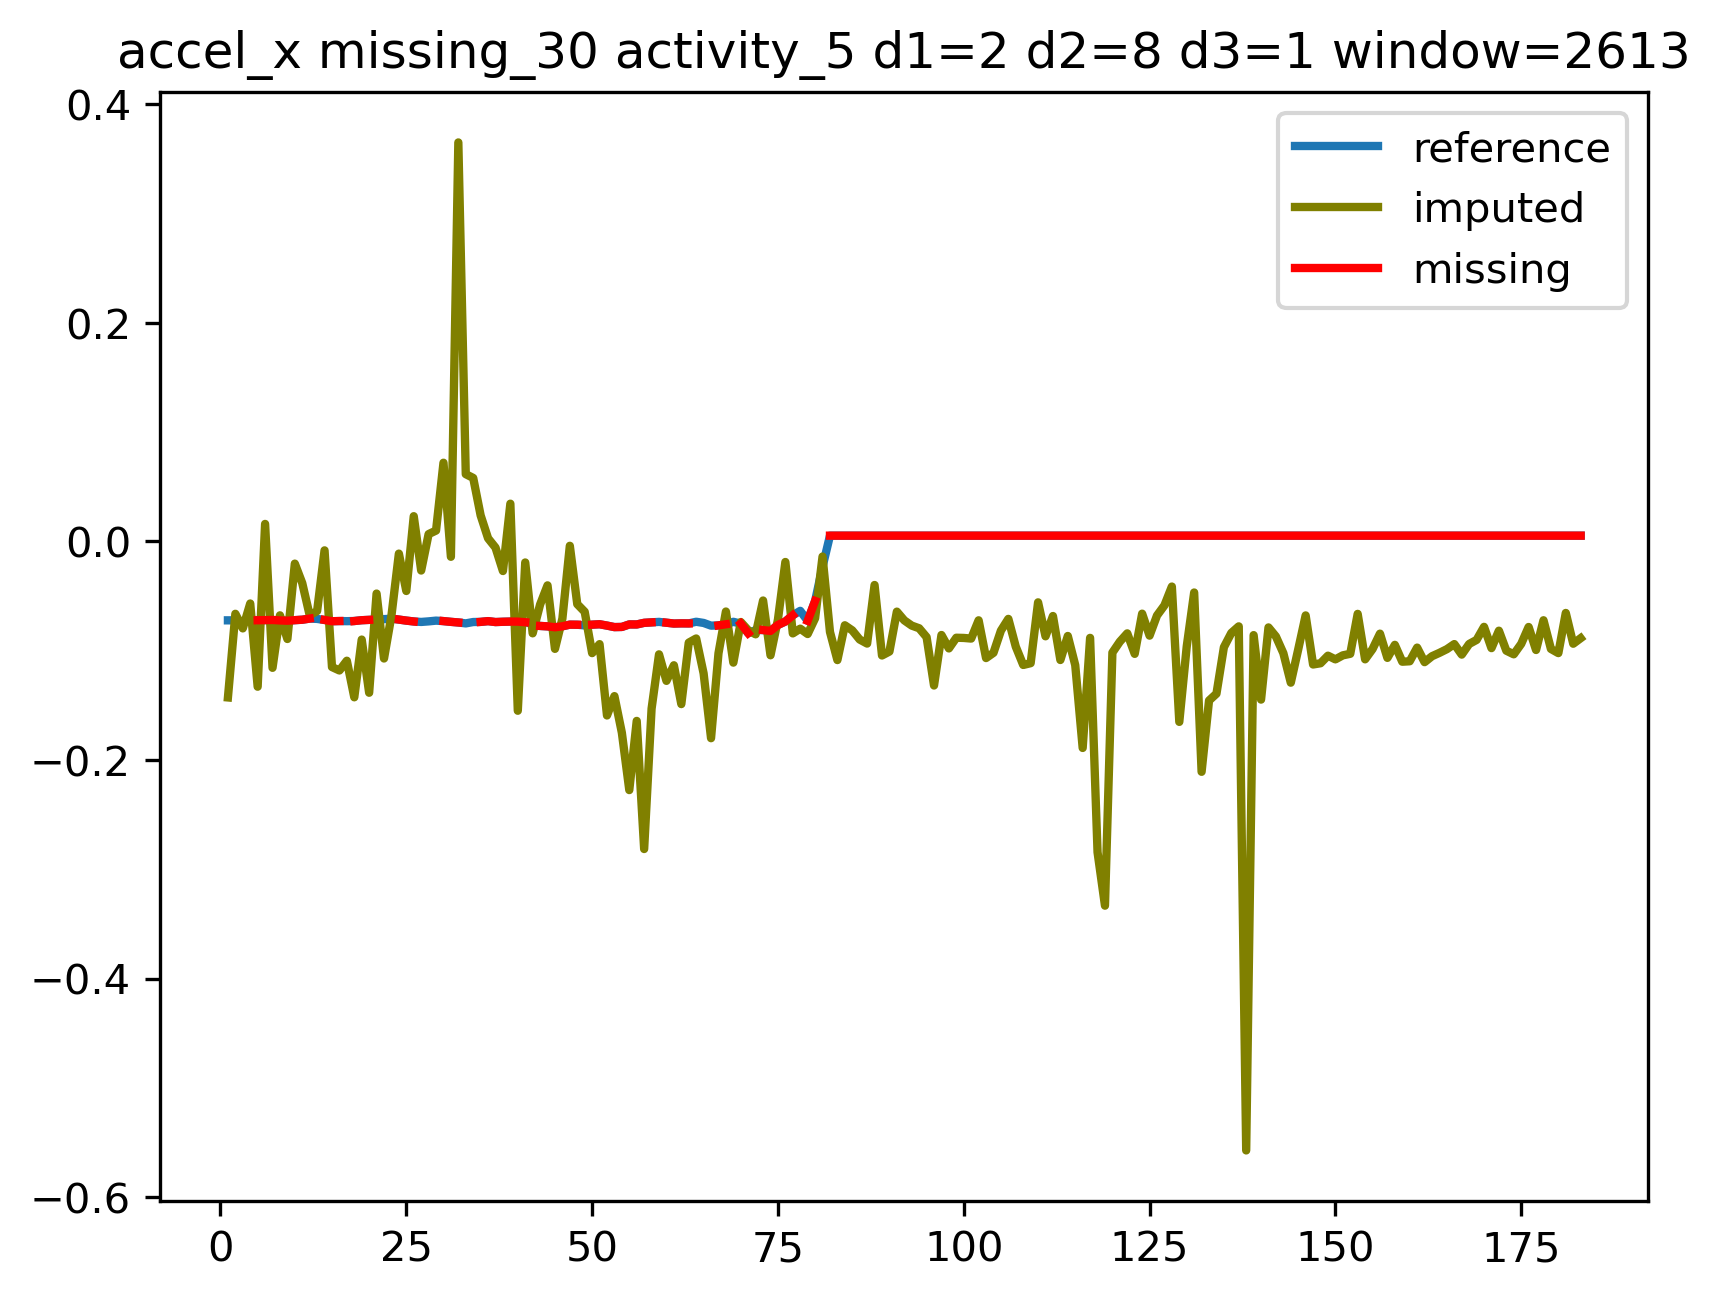 accel_x missing_30 activity_5 d1=2 d2=8 d3=1 window=2613
0.4
0.2
0.0
−0.2
−0.4
−0.6
reference
imputed
missing
0 25 50 75 100 125 150 175